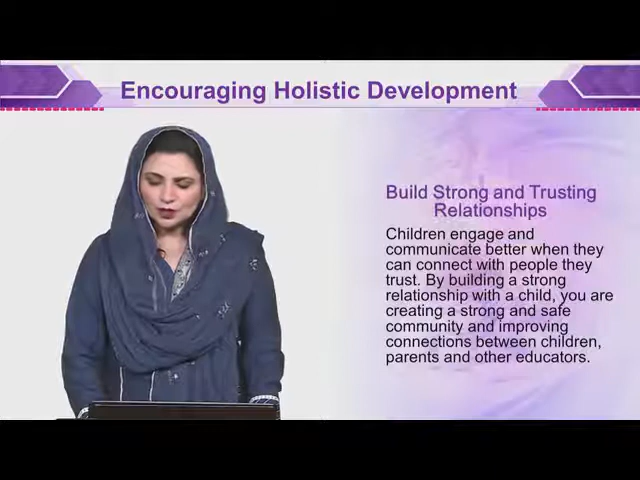 Encouraging Holistic Development
Build Strong and Trusting
Relationships
Children engage and
communicate better when they
can connect with people they
trust. By building a strong
relationship with a child, you are
creating a strong and safe
community and improving
connections between children,
parents and other educators.